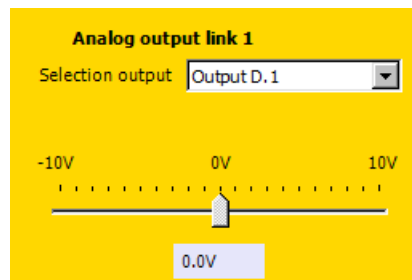 Analog output link 1
Selection output Output D.1
-10V 0V 10V
0.0V